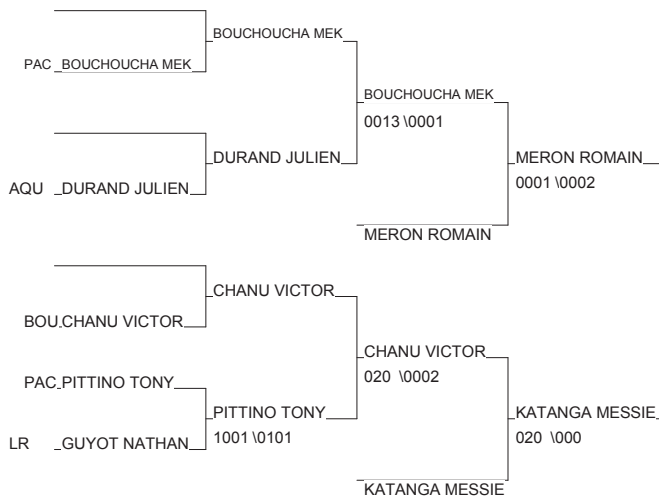 BOUCHOUCHA MEK
PAC BOUCHOUCHA MEK
BOUCHOUCHA MEK
0013 \0001
DURAND JULIEN
MERON ROMAIN
0001 \0002
AQU DURAND JULIEN
MERON ROMAIN
CHANU VICTOR
BOU CHANU VICTOR
CHANU VICTOR
020 \0002
PAC PITTINO TONY
PITTINO TONY
1001 \0101
KATANGA MESSIE
020 \000
LR GUYOT NATHAN
KATANGA MESSIE